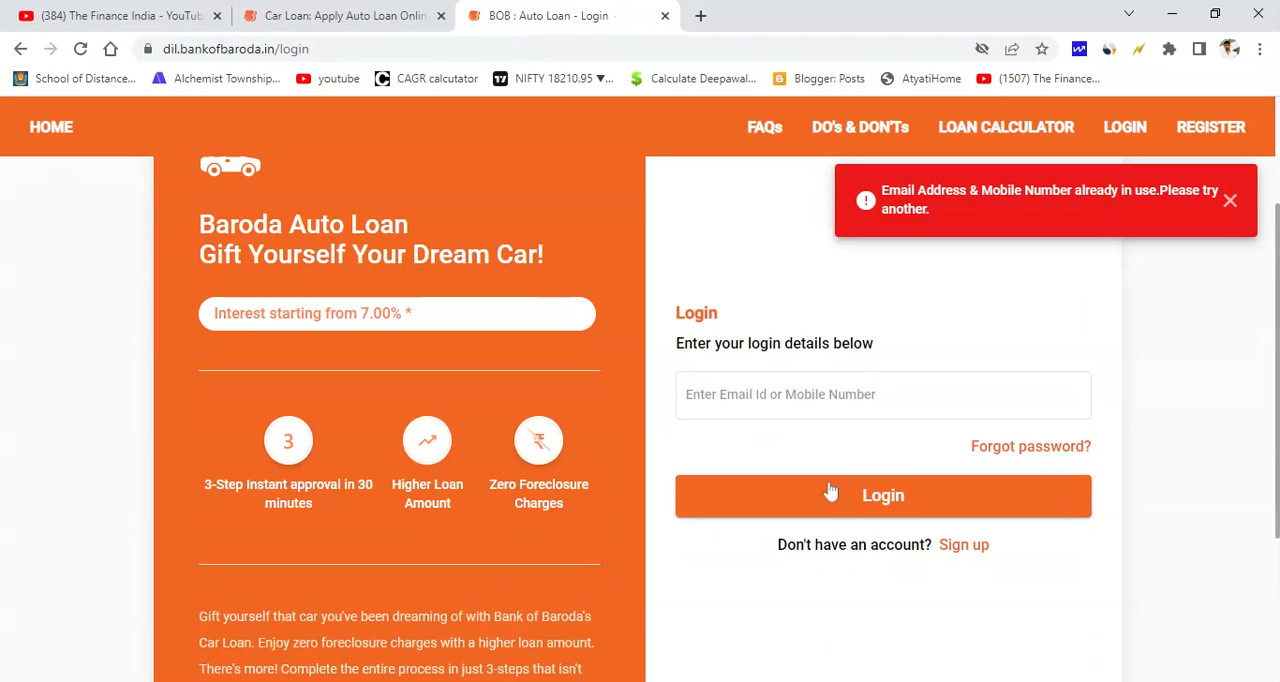 (384) The Finance India - YouTub
Car Loan: Apply Auto Loan Onlin
BOB : Auto Loan - Login
dil.bankofbaroda.in/login
School of Distance...
Alchemist Township...
youtube
CAGR calcutator
NIFTY 18210.95 ▼...
Calculate Deepawal...
Blogger: Posts
AtyatiHome
(1507) The Finance...
HOME
FAQs
DO's & DON'Ts
LOAN CALCULATOR
LOGIN
REGISTER
Email Address & Mobile Number already in use.Please try
another.
Baroda Auto Loan
Gift Yourself Your Dream Car!
Interest starting from 7.00% *
3
3-Step Instant approval in 30
minutes
Higher Loan
Amount
₹
Zero Foreclosure
Charges
Gift yourself that car you've been dreaming of with Bank of Baroda's
Car Loan. Enjoy zero foreclosure charges with a higher loan amount.
There's more! Complete the entire process in just 3-steps that isn't
Login
Enter your login details below
Enter Email Id or Mobile Number
Forgot password?
Login
Don't have an account? Sign up